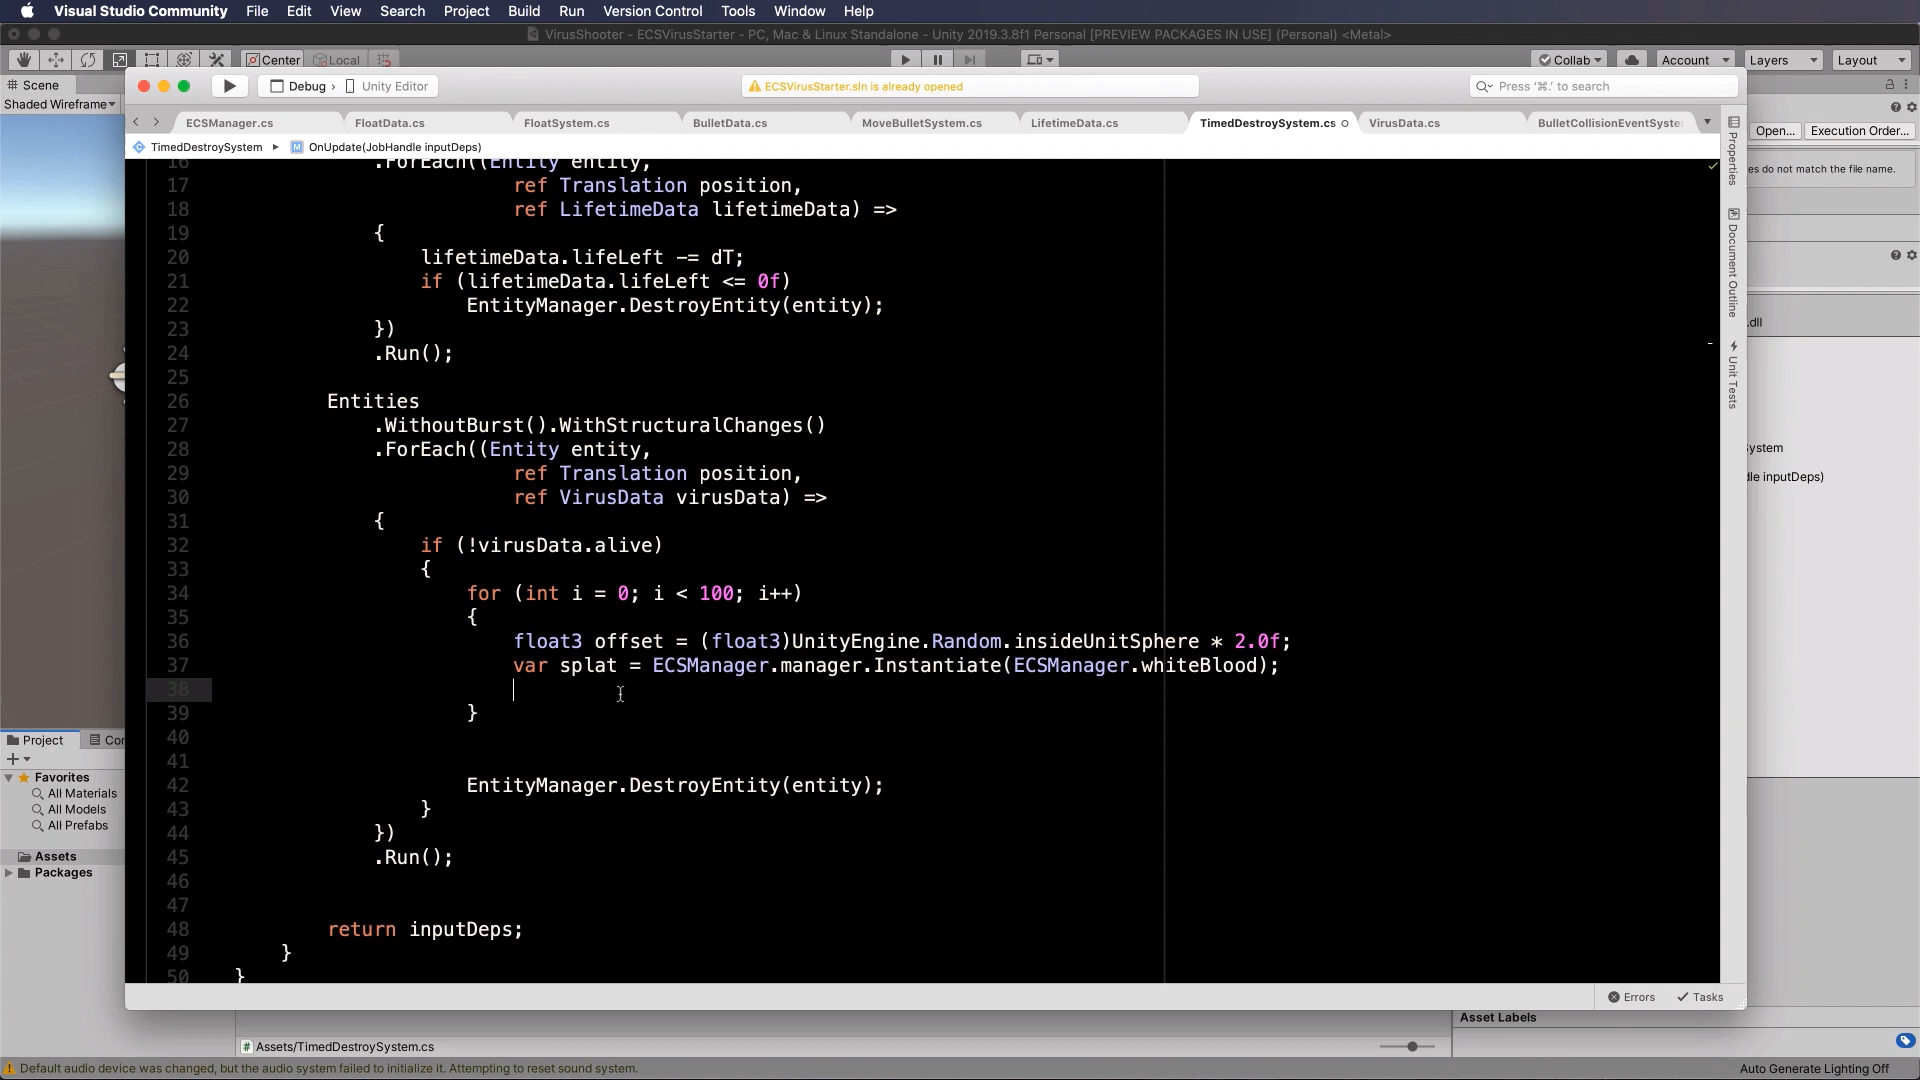 Visual Studio Community File Edit View Search Project Build Run Version Control Tools Window Help
VirusShooter - ECSVirusStarter - PC, Mac & Linux Standalone - Unity 2019.3.8f1 Personal [PREVIEW PACKAGES IN USE] (Personal) <Metal>
Center Local Collab Account Layers Layout
# Scene
Debug › Unity Editor
ECSVirusStarter.sln is already opened
Press '⌘.' to search
Shaded Wireframe
ECSManager.cs FloatData.cs FloatSystem.cs BulletData.cs MoveBulletSystem.cs LifetimeData.cs TimedDestroySystem.cs VirusData.cs BulletCollisionEventSyste
Open... Execution Order...
TimedDestroySystem ▸ M OnUpdate(JobHandle inputDeps)
es do not match the file name.
16 .ForEach((Entity entity,
17 ref Translation position,
18 ref LifetimeData lifetimeData) =>
19 {
20 lifetimeData.lifeLeft -= dT;
21 if (lifetimeData.lifeLeft <= 0f)
22 EntityManager.DestroyEntity(entity);
23 })
24 .Run();
25
26 Entities
27 .WithoutBurst().WithStructuralChanges()
28 .ForEach((Entity entity,
29 ref Translation position,
30 ref VirusData virusData) =>
31 {
32 if (!virusData.alive)
33 {
34 for (int i = 0; i < 100; i++)
35 {
36 float3 offset = (float3)UnityEngine.Random.insideUnitSphere * 2.0f;
37 var splat = ECSManager.manager.Instantiate(ECSManager.whiteBlood);
38
39 }
40
41
42 EntityManager.DestroyEntity(entity);
43 }
44 })
45 .Run();
46
47
48 return inputDeps;
49 }
50 }
Properties
Document Outline
Unit Tests
.dll
System
dle inputDeps)
Project Con
Favorites
All Materials
All Models
All Prefabs
Assets
Packages
Errors Tasks
Asset Labels
# Assets/TimedDestroySystem.cs
Default audio device was changed, but the audio system failed to initialize it. Attempting to reset sound system.
Auto Generate Lighting Off